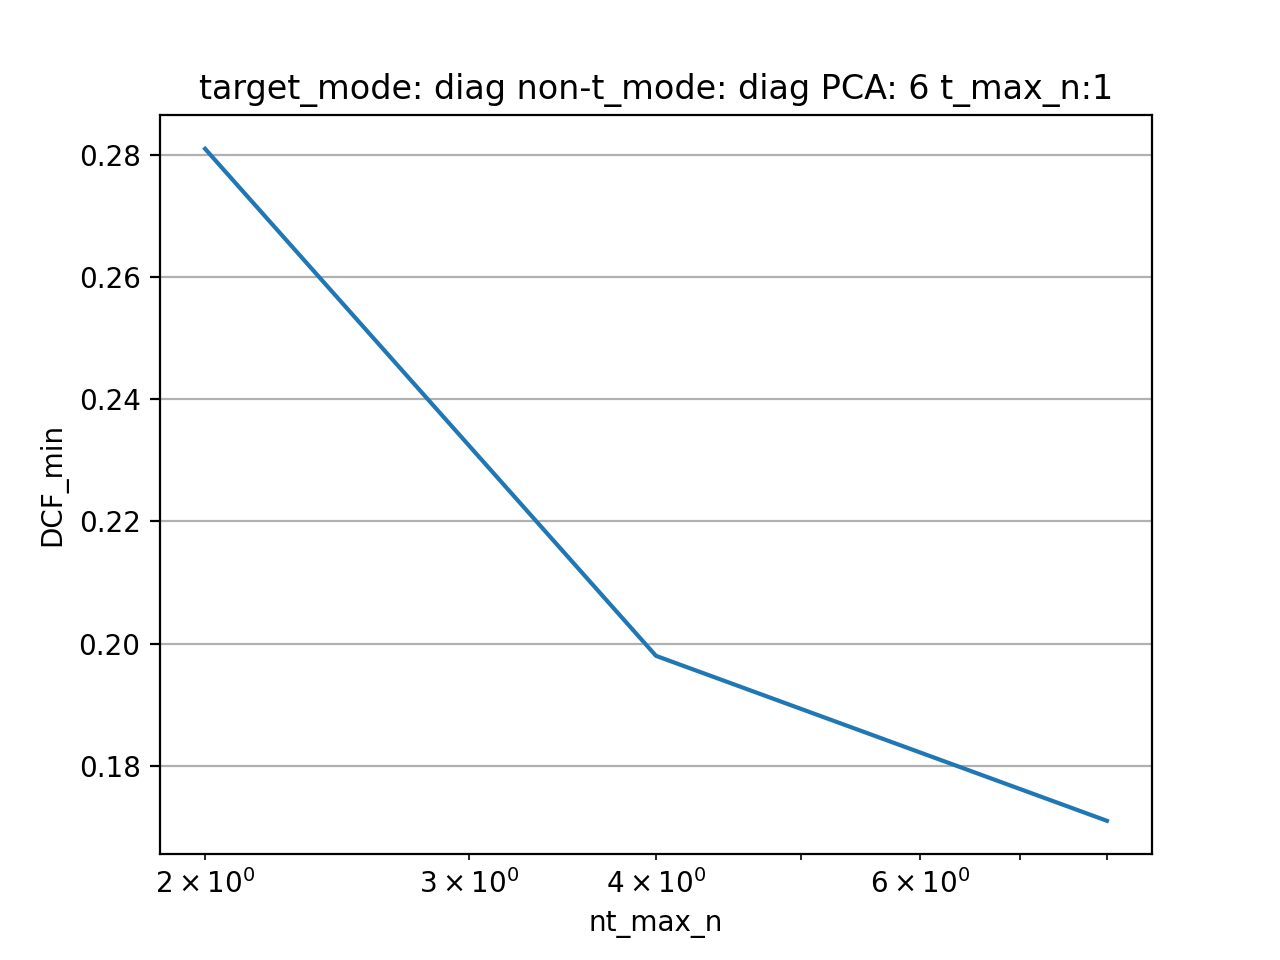 target_mode: diag non-t_mode: diag PCA: 6 t_max_n:1
0.28
0.26
0.24
0.22
0.20
0.18
DCF_min
2 × 10⁰
3 × 10⁰
4 × 10⁰
6 × 10⁰
nt_max_n